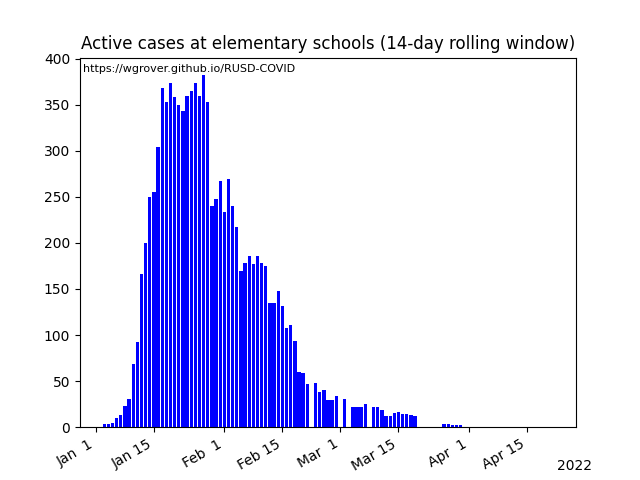 Active cases at elementary schools (14-day rolling window)
https://wgrover.github.io/RUSD-COVID
400
350
300
250
200
150
100
50
0
Jan 1
Jan 15
Feb 1
Feb 15
Mar 1
Mar 15
Apr 1
Apr 15
2022